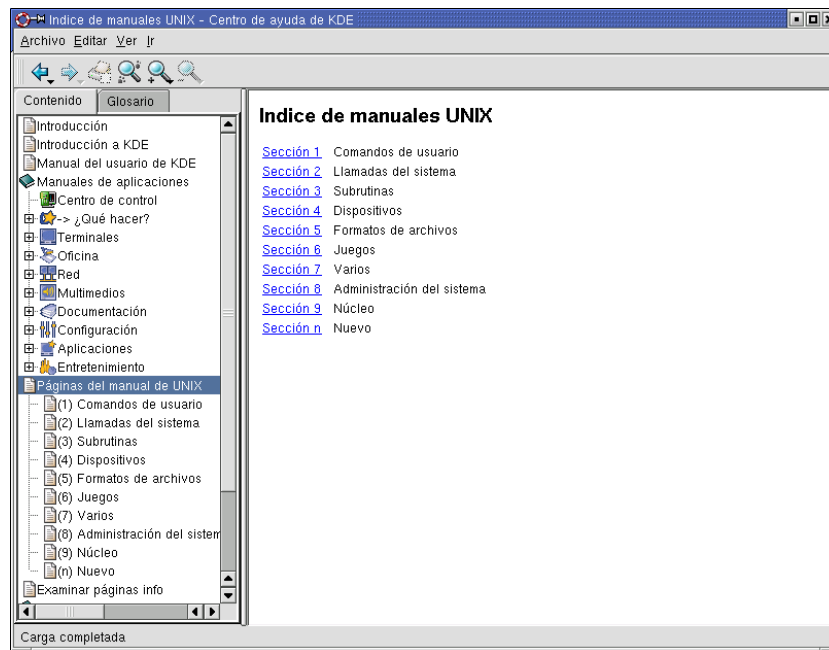 Indice de manuales UNIX - Centro de ayuda de KDE
Archivo Editar Ver Ir
Contenido Glosario
Introducción
Introducción a KDE
Manual del usuario de KDE
Manuales de aplicaciones
Centro de control
-> ¿Qué hacer?
Terminales
Oficina
Red
Multimedios
Documentación
Configuración
Aplicaciones
Entretenimiento
Páginas del manual de UNIX
(1) Comandos de usuario
(2) Llamadas del sistema
(3) Subrutinas
(4) Dispositivos
(5) Formatos de archivos
(6) Juegos
(7) Varios
(8) Administración del sistem
(9) Núcleo
(n) Nuevo
Examinar páginas info
Indice de manuales UNIX
Sección 1 Comandos de usuario
Sección 2 Llamadas del sistema
Sección 3 Subrutinas
Sección 4 Dispositivos
Sección 5 Formatos de archivos
Sección 6 Juegos
Sección 7 Varios
Sección 8 Administración del sistema
Sección 9 Núcleo
Sección n Nuevo
Carga completada